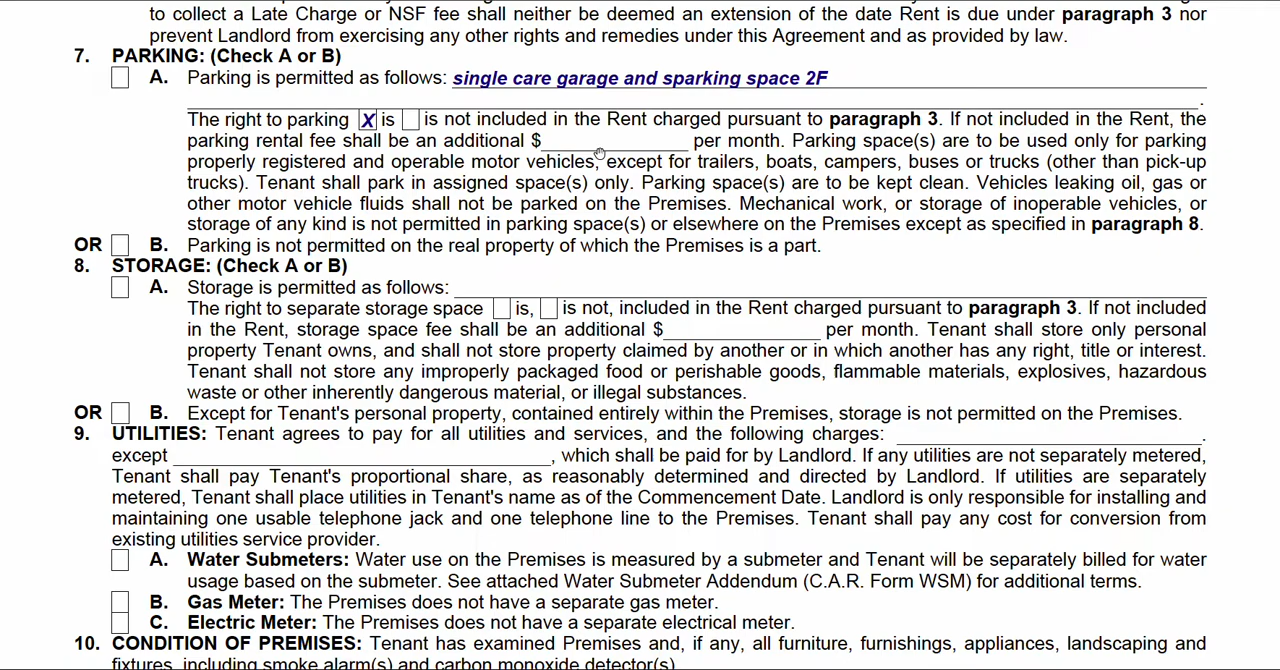 to collect a Late Charge or NSF fee shall neither be deemed an extension of the date Rent is due under paragraph 3 nor
prevent Landlord from exercising any other rights and remedies under this Agreement and as provided by law.
7. PARKING: (Check A or B)
A. Parking is permitted as follows: single care garage and sparking space 2F
.
The right to parking X is is not included in the Rent charged pursuant to paragraph 3. If not included in the Rent, the
parking rental fee shall be an additional $ per month. Parking space(s) are to be used only for parking
properly registered and operable motor vehicles, except for trailers, boats, campers, buses or trucks (other than pick-up
trucks). Tenant shall park in assigned space(s) only. Parking space(s) are to be kept clean. Vehicles leaking oil, gas or
other motor vehicle fluids shall not be parked on the Premises. Mechanical work, or storage of inoperable vehicles, or
storage of any kind is not permitted in parking space(s) or elsewhere on the Premises except as specified in paragraph 8.
OR B. Parking is not permitted on the real property of which the Premises is a part.
8. STORAGE: (Check A or B)
A. Storage is permitted as follows:
The right to separate storage space is, is not, included in the Rent charged pursuant to paragraph 3. If not included
in the Rent, storage space fee shall be an additional $ per month. Tenant shall store only personal
property Tenant owns, and shall not store property claimed by another or in which another has any right, title or interest.
Tenant shall not store any improperly packaged food or perishable goods, flammable materials, explosives, hazardous
waste or other inherently dangerous material, or illegal substances.
OR B. Except for Tenant's personal property, contained entirely within the Premises, storage is not permitted on the Premises.
9. UTILITIES: Tenant agrees to pay for all utilities and services, and the following charges: .
except , which shall be paid for by Landlord. If any utilities are not separately metered,
Tenant shall pay Tenant's proportional share, as reasonably determined and directed by Landlord. If utilities are separately
metered, Tenant shall place utilities in Tenant's name as of the Commencement Date. Landlord is only responsible for installing and
maintaining one usable telephone jack and one telephone line to the Premises. Tenant shall pay any cost for conversion from
existing utilities service provider.
A. Water Submeters: Water use on the Premises is measured by a submeter and Tenant will be separately billed for water
usage based on the submeter. See attached Water Submeter Addendum (C.A.R. Form WSM) for additional terms.
B. Gas Meter: The Premises does not have a separate gas meter.
C. Electric Meter: The Premises does not have a separate electrical meter.
10. CONDITION OF PREMISES: Tenant has examined Premises and, if any, all furniture, furnishings, appliances, landscaping and
fixtures, including smoke alarm(s) and carbon monoxide detector(s).